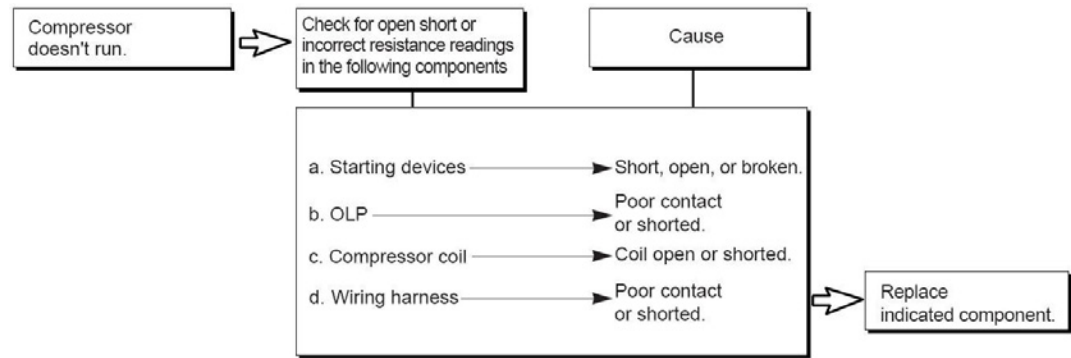 Compressor
doesn't run.
Check for open short or
incorrect resistance readings
in the following components
Cause
a. Starting devices
Short, open, or broken.
b. OLP
Poor contact
or shorted.
c. Compressor coil
Coil open or shorted.
d. Wiring harness
Poor contact
or shorted.
Replace
indicated component.